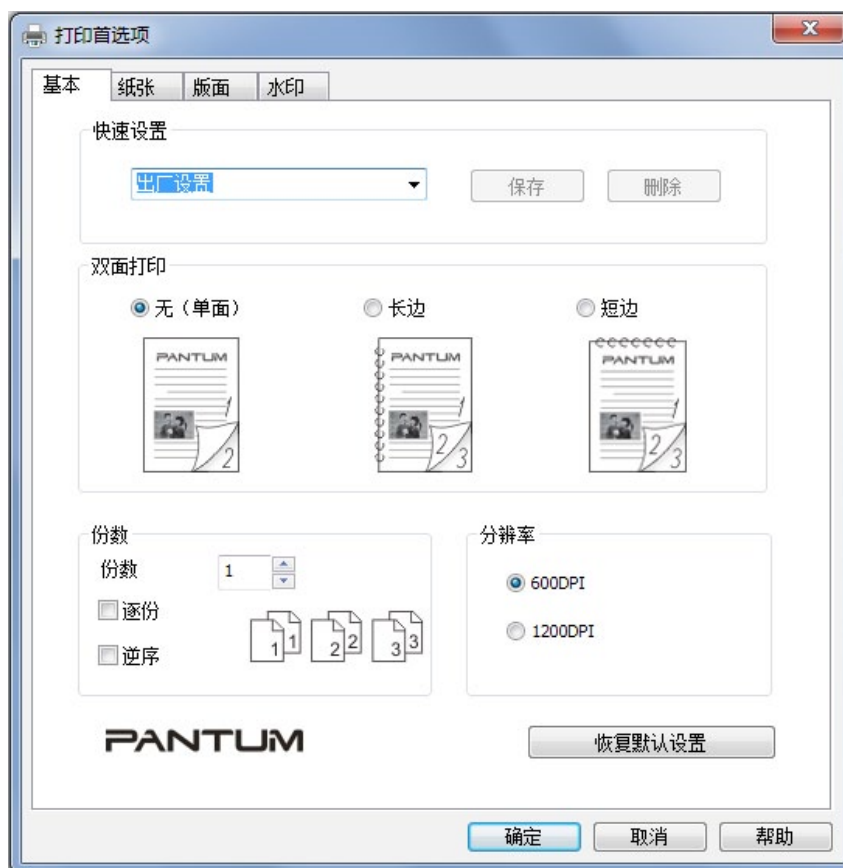 打印首选项
基本 纸张 版面 水印
快速设置
出厂设置 保存 删除
双面打印
无（单面） 长边 短边
PANTUM PANTUM PANTUM
1 1 1
2 2 3 2 3
份数 分辨率
份数 1
600DPI
逐份
1 1 2 2 3 3
1200DPI
逆序
PANTUM 恢复默认设置
确定 取消 帮助